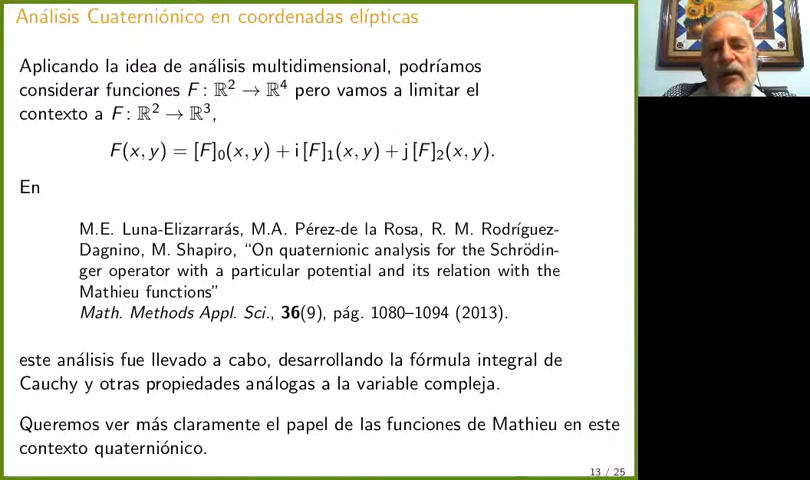 Análisis Cuaterniónico en coordenadas elípticas
Aplicando la idea de análisis multidimensional, podríamos
considerar funciones F: ℝ² → ℝ⁴ pero vamos a limitar el
contexto a F: ℝ² → ℝ³,
F(x, y) = [F]₀(x, y) + i [F]₁(x, y) + j [F]₂(x, y).
En
M.E. Luna-Elizarrarás, M.A. Pérez-de la Rosa, R. M. Rodríguez-
Dagnino, M. Shapiro, “On quaternionic analysis for the Schrödin-
ger operator with a particular potential and its relation with the
Mathieu functions”
Math. Methods Appl. Sci., 36(9), pág. 1080–1094 (2013).
este análisis fue llevado a cabo, desarrollando la fórmula integral de
Cauchy y otras propiedades análogas a la variable compleja.
Queremos ver más claramente el papel de las funciones de Mathieu en este
contexto quaterniónico.
13 / 25